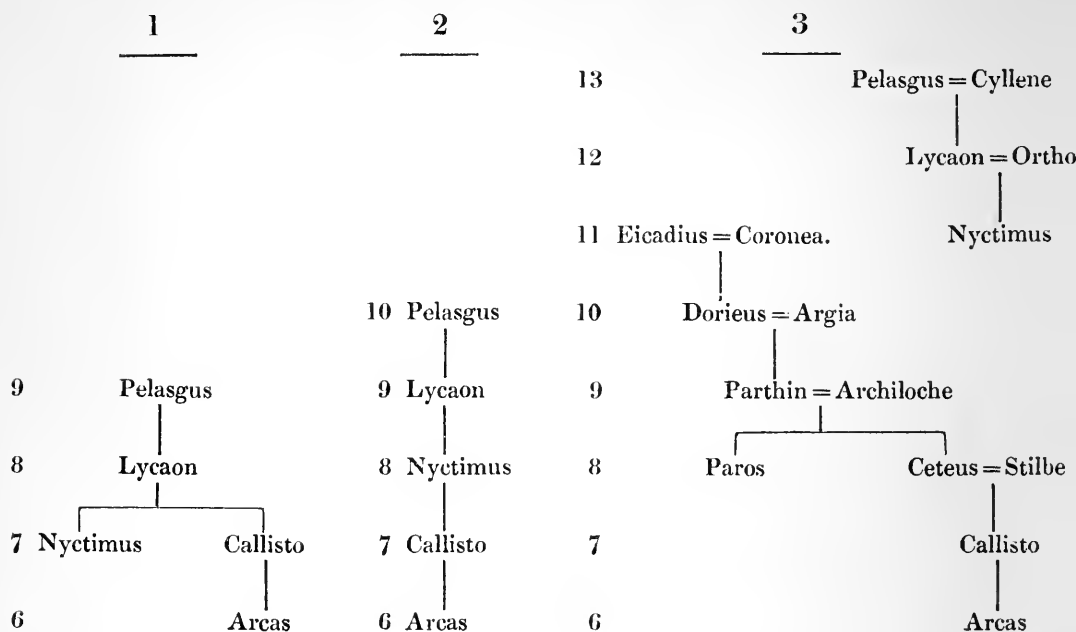 1 2 3
13 Pelasgus = Cyllene
12 Lycaon = Ortho
11 Eicadius = Coronea. Nyctimus
10 Pelasgus 10 Dorieus = Argia
9 Pelasgus 9 Lycaon 9 Parthin = Archiloche
8 Lycaon 8 Nyctimus 8 Paros Ceteus = Stilbe
7 Nyctimus Callisto 7 Callisto 7 Callisto
6 Arcas 6 Arcas 6 Arcas